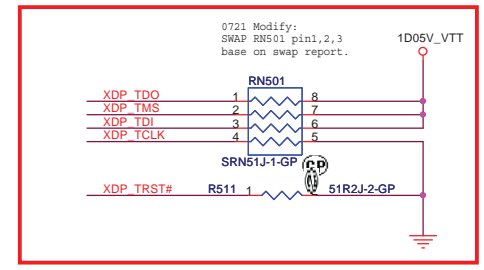 0721 Modify:
SWAP RN501 pin1,2,3
base on swap report.
1D05V_VTT
RN501
XDP_TDO 1 8
XDP_TMS 2 7
XDP_TDI 3 6
XDP_TCLK 4 5
SRN51J-1-GP
XDP_TRST# R511 1 51R2J-2-GP